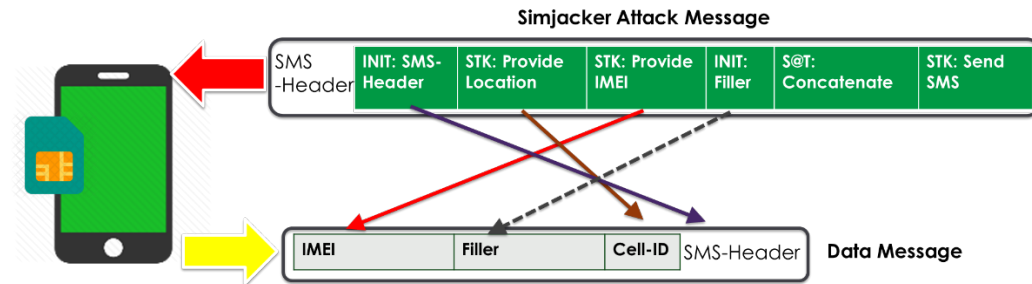 Simjacker Attack Message
SMS
-Header
INIT: SMS-
Header
STK: Provide
Location
STK: Provide
IMEI
INIT:
Filler
S@T:
Concatenate
STK: Send
SMS
IMEI
Filler
Cell-ID
SMS-Header
Data Message